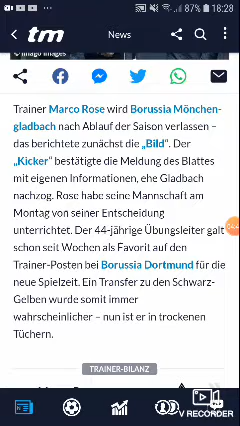 87% 18:28
tm News
© Imago Images
Trainer Marco Rose wird Borussia Mönchen-
gladbach nach Ablauf der Saison verlassen –
das berichtete zunächst die „Bild“. Der
„Kicker“ bestätigte die Meldung des Blattes
mit eigenen Informationen, ehe Gladbach
nachzog. Rose habe seine Mannschaft am
Montag von seiner Entscheidung
unterrichtet. Der 44-jährige Übungsleiter galt
schon seit Wochen als Favorit auf den
Trainer-Posten bei Borussia Dortmund für die
neue Spielzeit. Ein Transfer zu den Schwarz-
Gelben wurde somit immer
wahrscheinlicher – nun ist er in trockenen
Tüchern.
TRAINER-BILANZ
V RECORDER